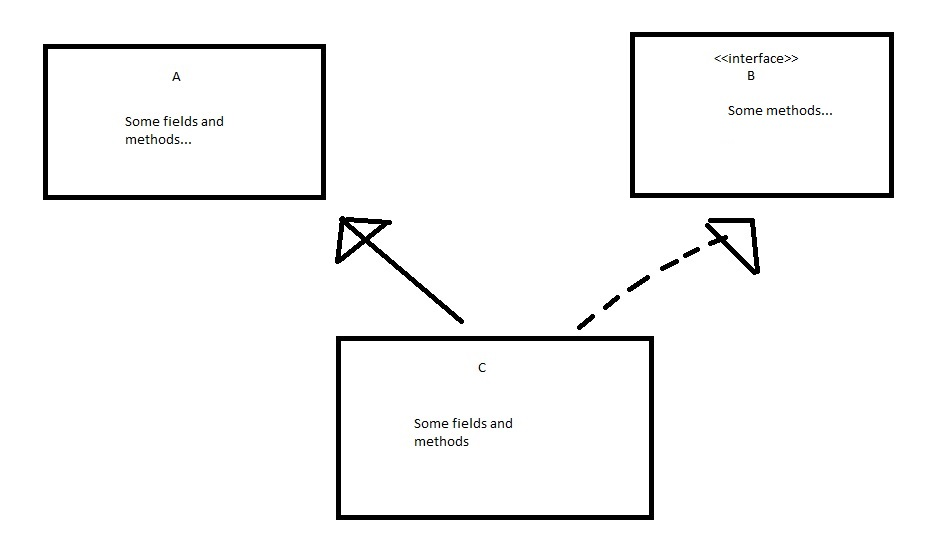 A
Some fields and
methods...
<<interface>>
B
Some methods...
C
Some fields and
methods